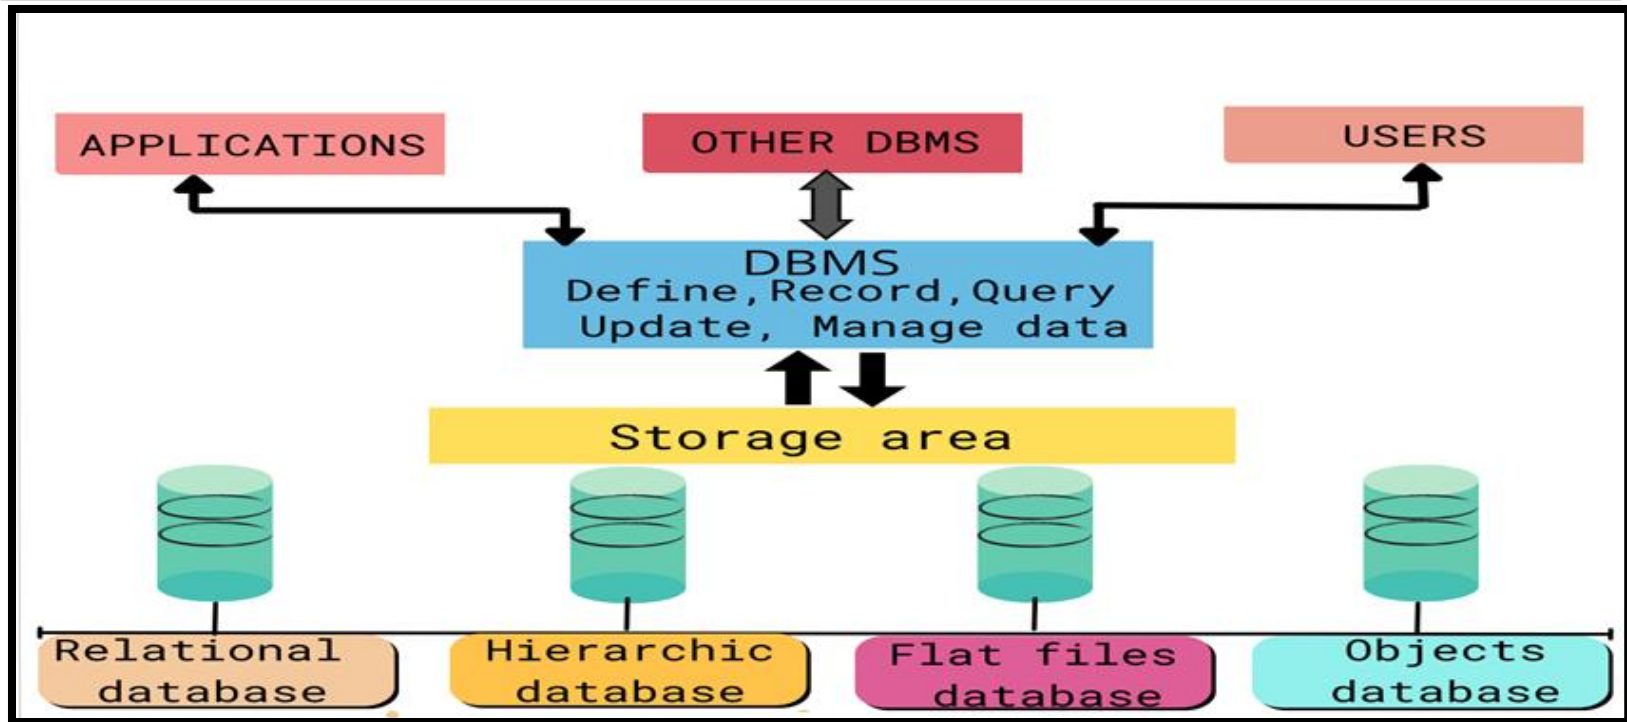 APPLICATIONS
OTHER DBMS
USERS
DBMS
Define,Record,Query
Update, Manage data
Storage area
Relational
database
Hierarchic
database
Flat files
database
Objects
database